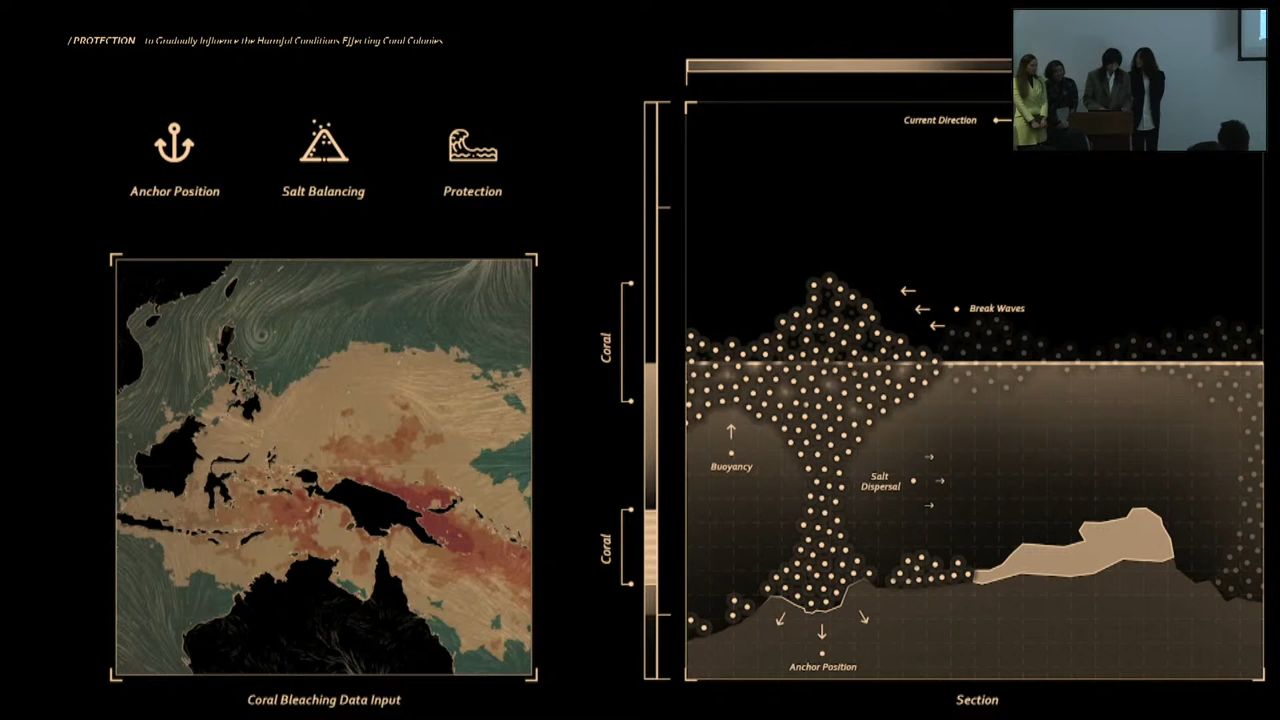 / PROTECTION to Gradually Influence the Harmful Conditions Effecting Coral Colonies
Anchor Position
Salt Balancing
Protection
Current Direction
Break Waves
Coral
Buoyancy
Salt
Dispersal
Coral
Anchor Position
Coral Bleaching Data Input
Section